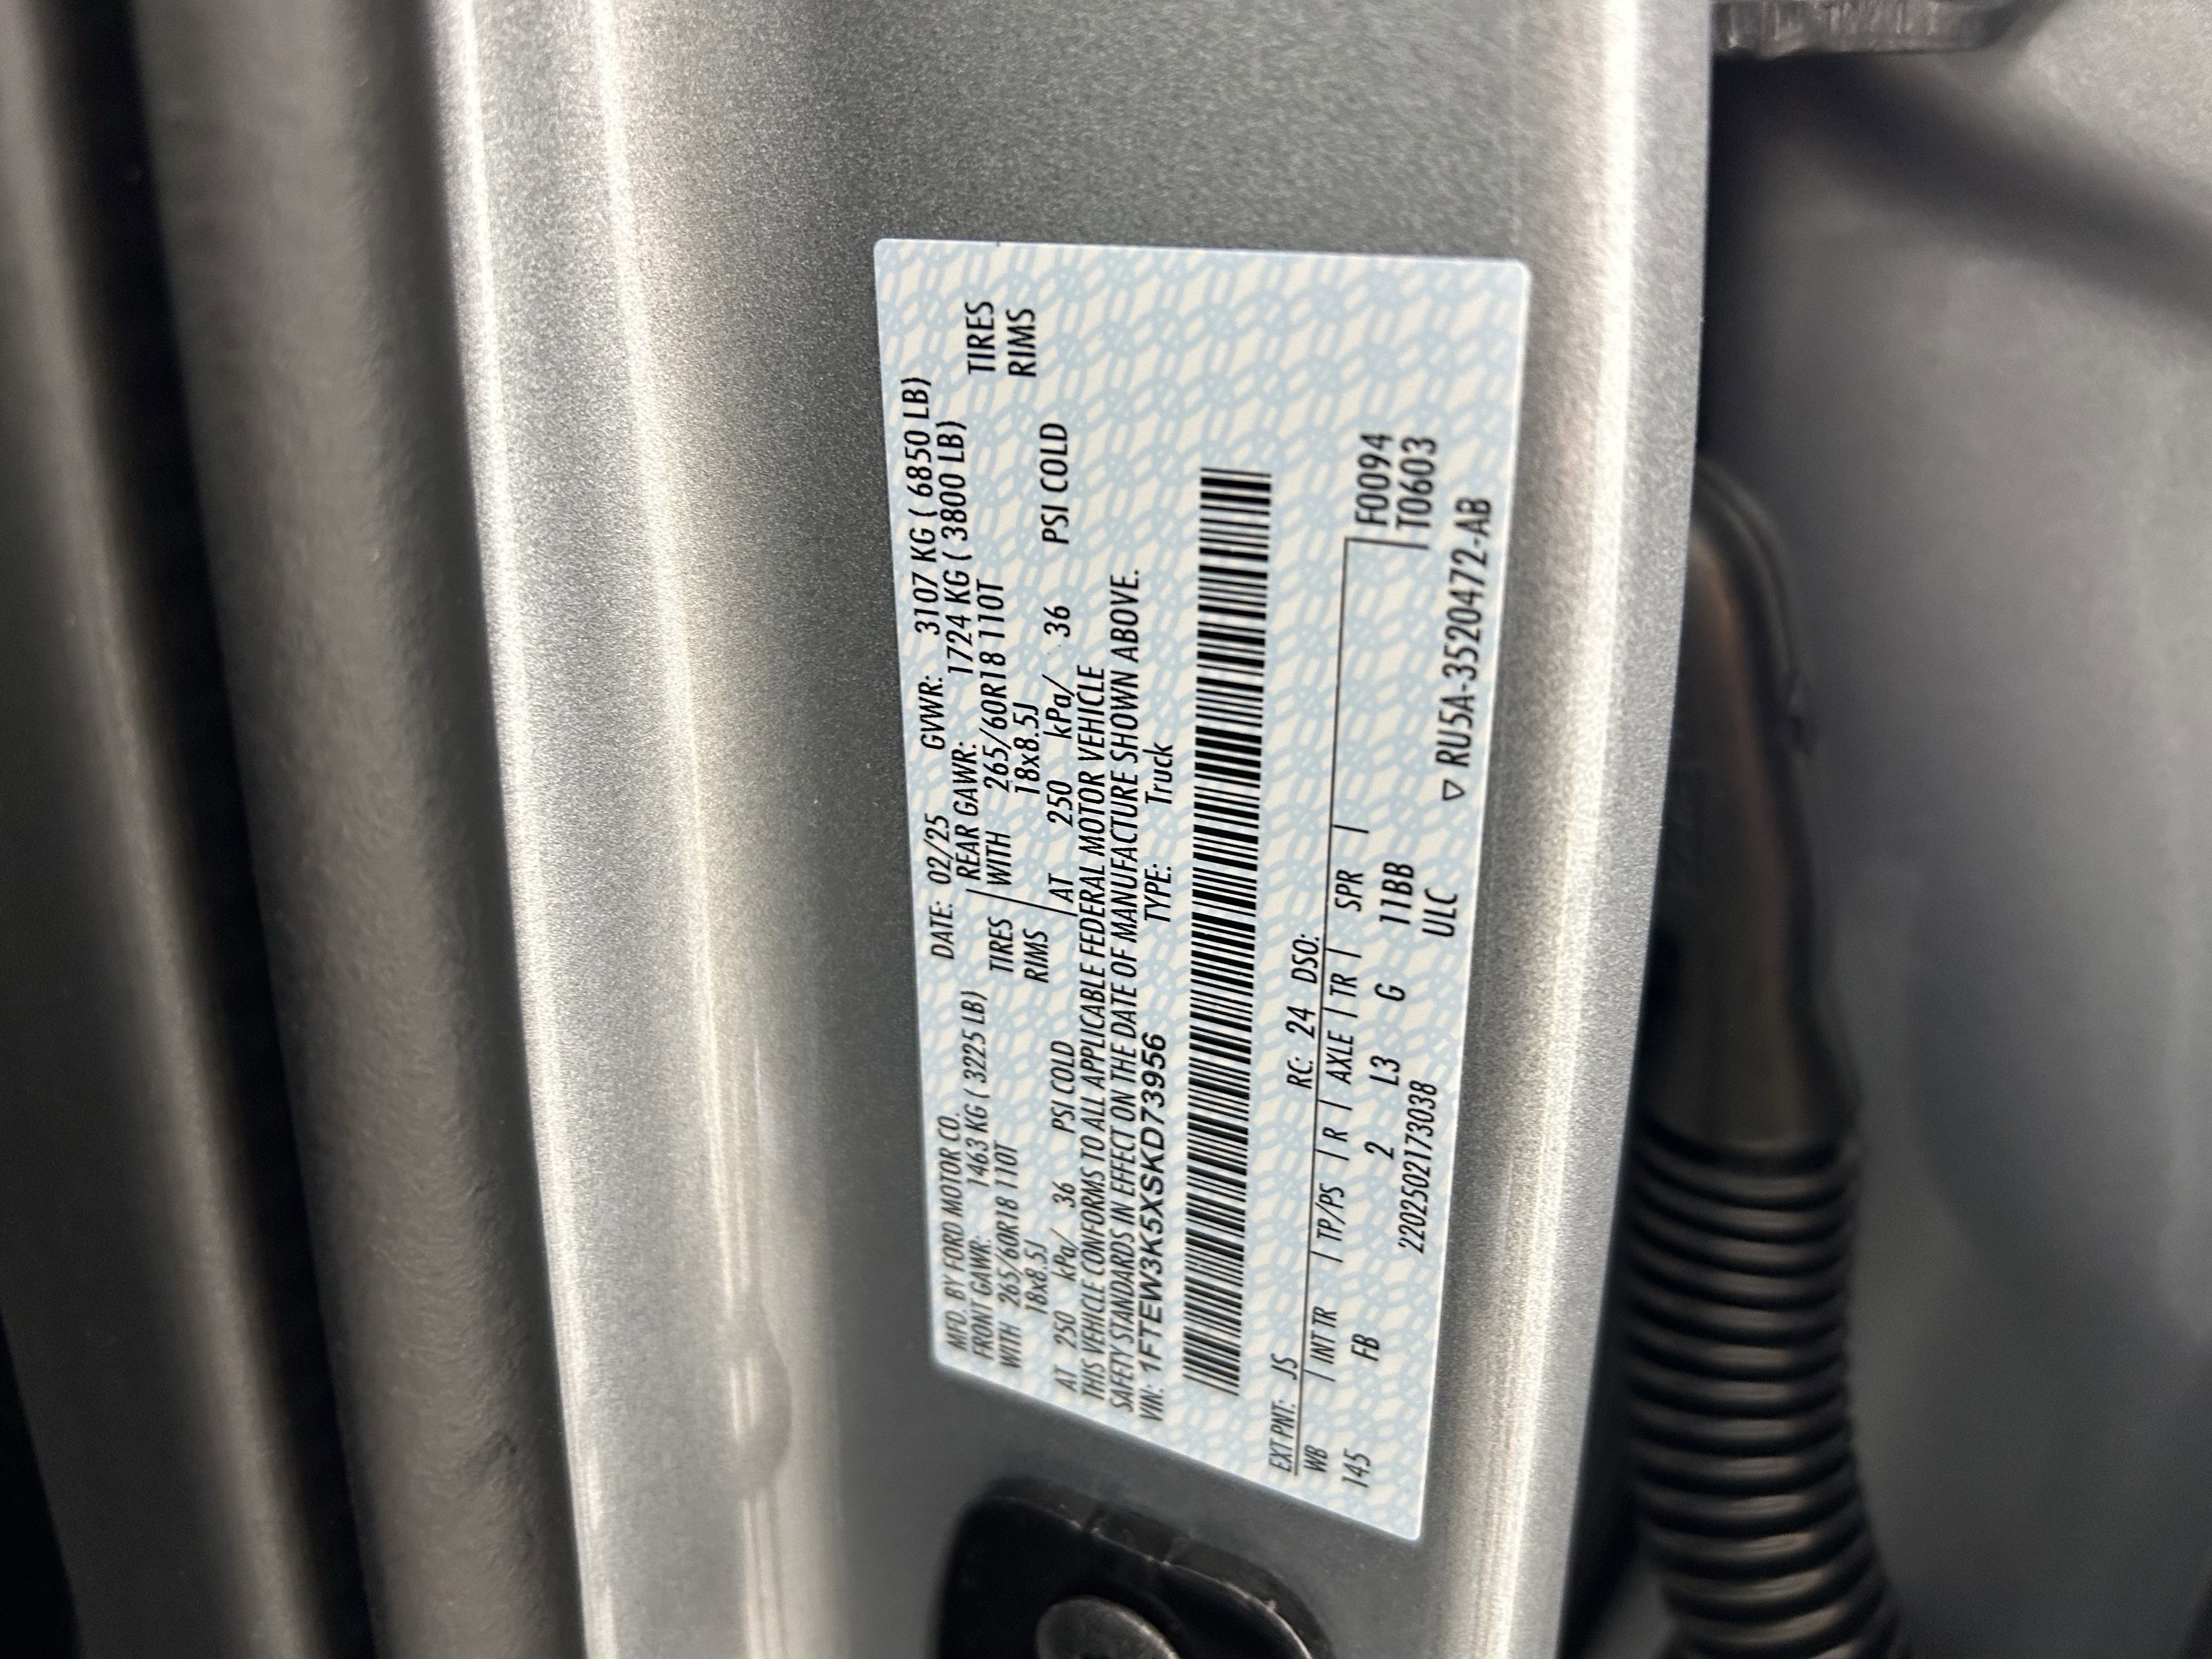 MFD. BY FORD MOTOR CO. DATE: 02/25 GVWR: 3107 KG ( 6850 LB)
FRONT GAWR: 1463 KG ( 3225 LB) REAR GAWR: 1724 KG ( 3800 LB)
WITH 265/60R18 110T TIRES WITH 265/60R18 110T TIRES
18x8.5J RIMS 18x8.5J RIMS
AT 250 kPa/ 36 PSI COLD AT 250 kPa/ 36 PSI COLD
THIS VEHICLE CONFORMS TO ALL APPLICABLE FEDERAL MOTOR VEHICLE
SAFETY STANDARDS IN EFFECT ON THE DATE OF MANUFACTURE SHOWN ABOVE.
VIN: 1FTEW3K5XSKD73956 TYPE: Truck
EXT PNT: JS RC: 24 DSO:
WB | INT TR | TP/PS | R | AXLE | TR | SPR |
145 FB 2 L3 G 11BB
F0094
T0603
2202502173038 ULC
▽ RU5A-3520472-AB